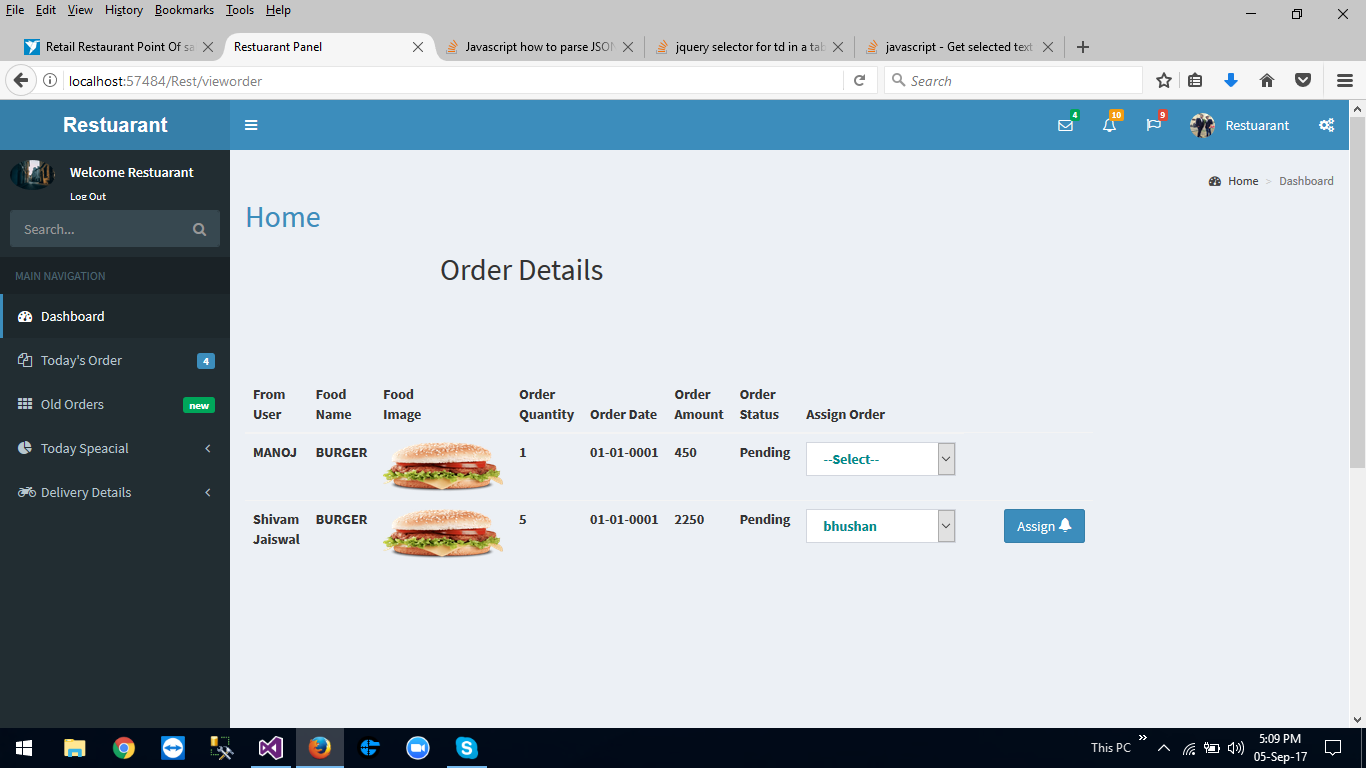 File Edit View History Bookmarks Tools Help
Retail Restaurant Point Of sa
Restuarant Panel
Javascript how to parse JSON
jquery selector for td in a tab
javascript - Get selected text
localhost:57484/Rest/vieworder
Search
Restuarant
4
10
9
Restuarant
Welcome Restuarant
Log Out
Search...
MAIN NAVIGATION
Dashboard
Today's Order 4
Old Orders new
Today Speacial
Delivery Details
Home > Dashboard
Home
Order Details
From User Food Name Food Image Order Quantity Order Date Order Amount Order Status Assign Order
MANOJ BURGER 1 01-01-0001 450 Pending --Select--
Shivam Jaiswal BURGER 5 01-01-0001 2250 Pending bhushan Assign
This PC
5:09 PM
05-Sep-17